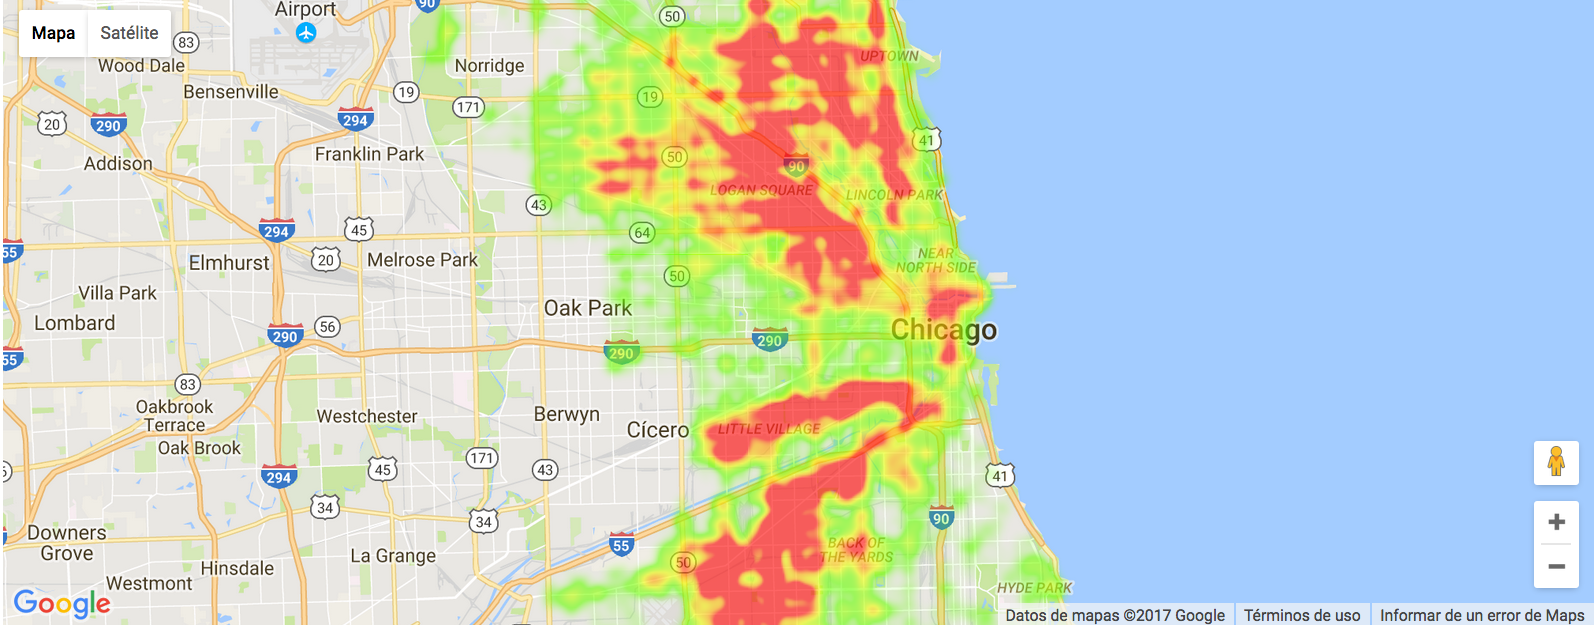 Airport
90
50
Mapa
Satélite
83
UPTOWN
Wood Dale
Norridge
Bensenville
19
19
171
20
290
294
41
Addison
Franklin Park
50
90
LOGAN SQUARE
LINCOLN PARK
43
294
45
64
55
20
Elmhurst
Melrose Park
NEAR
NORTH SIDE
50
Villa Park
Oak Park
Lombard
56
Chicago
290
290
290
55
83
Oakbrook
Terrace
Westchester
Berwyn
Cícero
LITTLE VILLAGE
Oak Brook
171
45
43
294
41
34
34
90
Downers
Grove
55
BACK OF
THE YARDS
La Grange
50
Hinsdale
Westmont
HYDE PARK
Google
Datos de mapas ©2017 Google
Términos de uso
Informar de un error de Maps